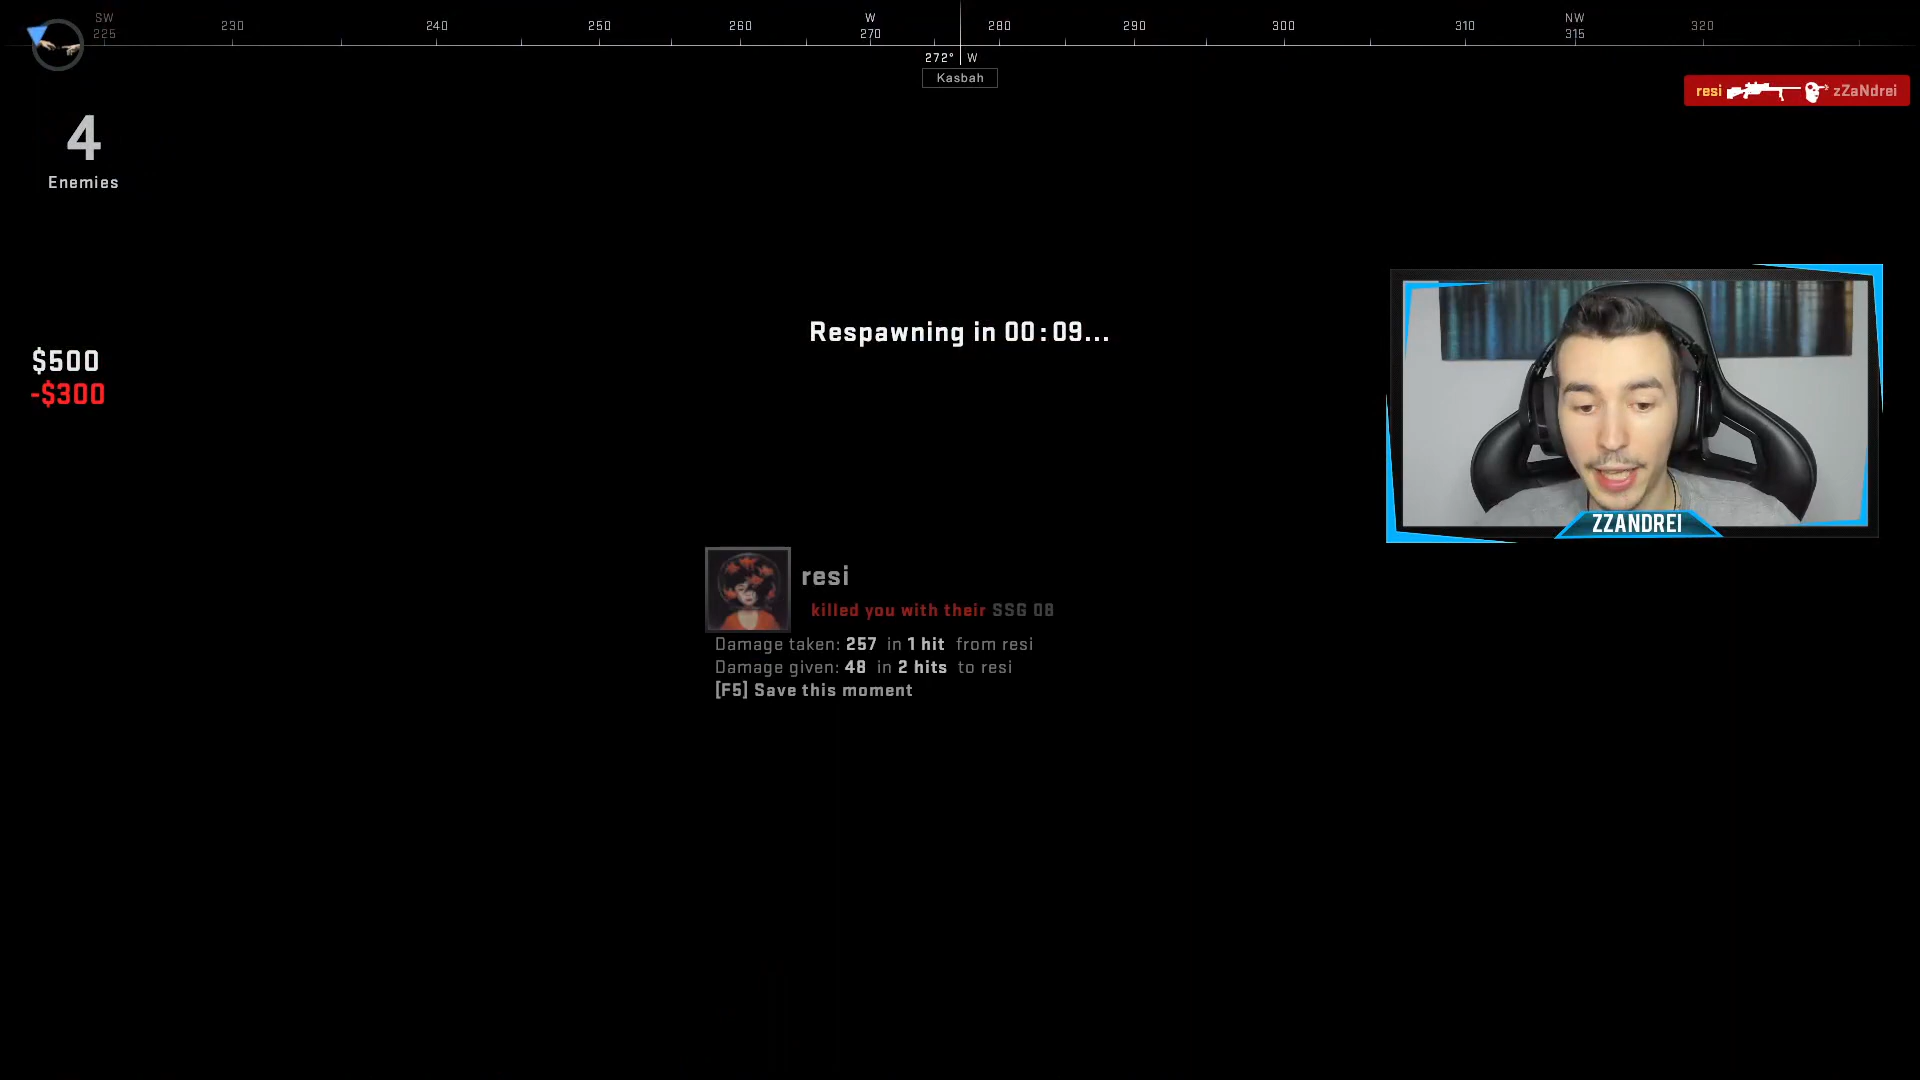 SW
225
230
240
250
260
W
270
280
290
300
310
NW
315
320
272° W
Kasbah
resi zZaNdrei
4
Enemies
Respawning in 00:09...
$500
-$300
ZZANDREI
resi
killed you with their SSG 08
Damage taken: 257 in 1 hit from resi
Damage given: 48 in 2 hits to resi
[F5] Save this moment